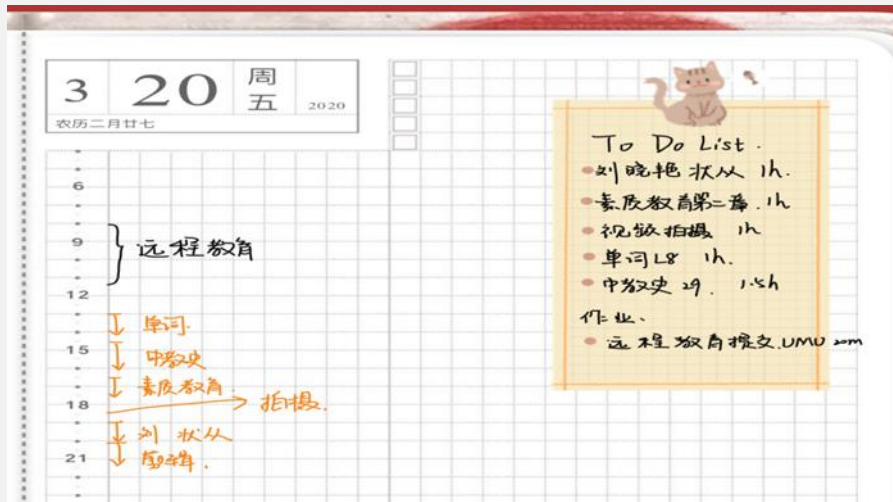 3 20 周五 2020
农历二月廿七
6
9
远程教育
12
单词.
15
中教史
素质教育.
18
拍摄.
刘 状从
21
剪辑.
To Do List.
刘晓艳 状从 1h.
素质教育第二章. 1h
视频拍摄 1h
单词L8 1h.
中教史 29. 1.5h
作业.
远程教育提交.UMU 20m